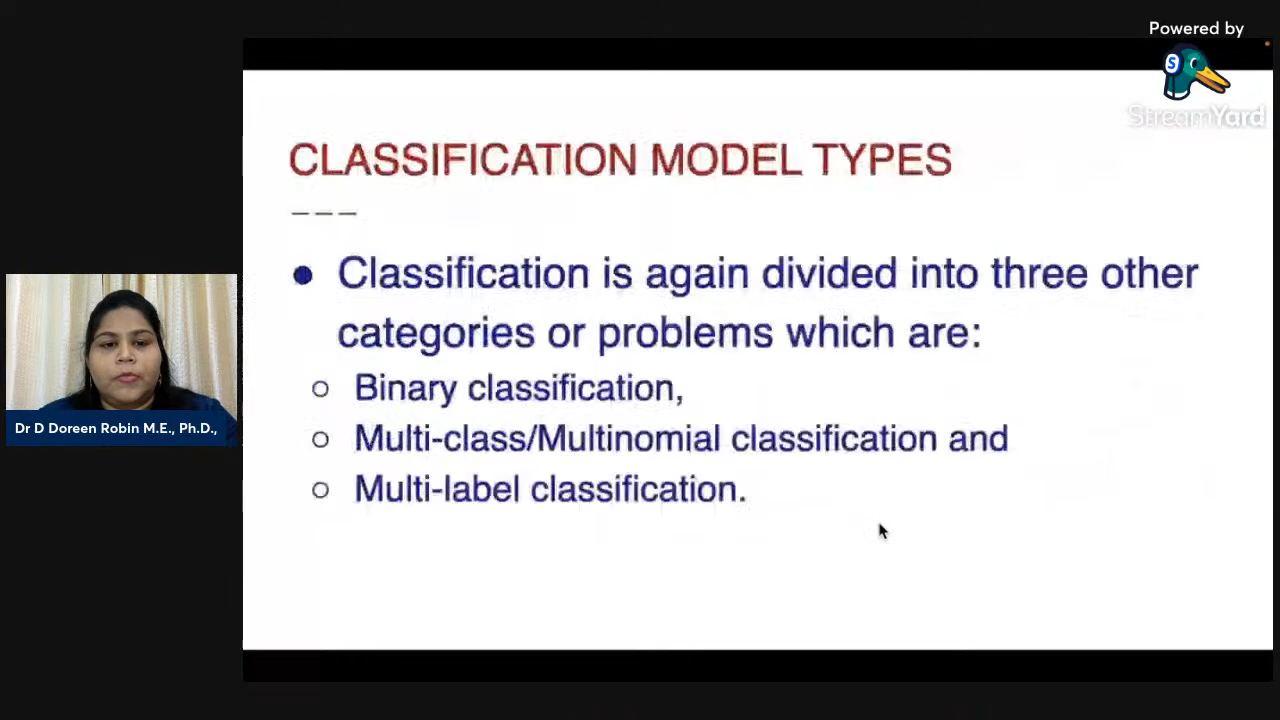 Powered by
S
StreamYard
CLASSIFICATION MODEL TYPES
Classification is again divided into three other
categories or problems which are:
Binary classification,
Multi-class/Multinomial classification and
Multi-label classification.
Dr D Doreen Robin M.E., Ph.D.,